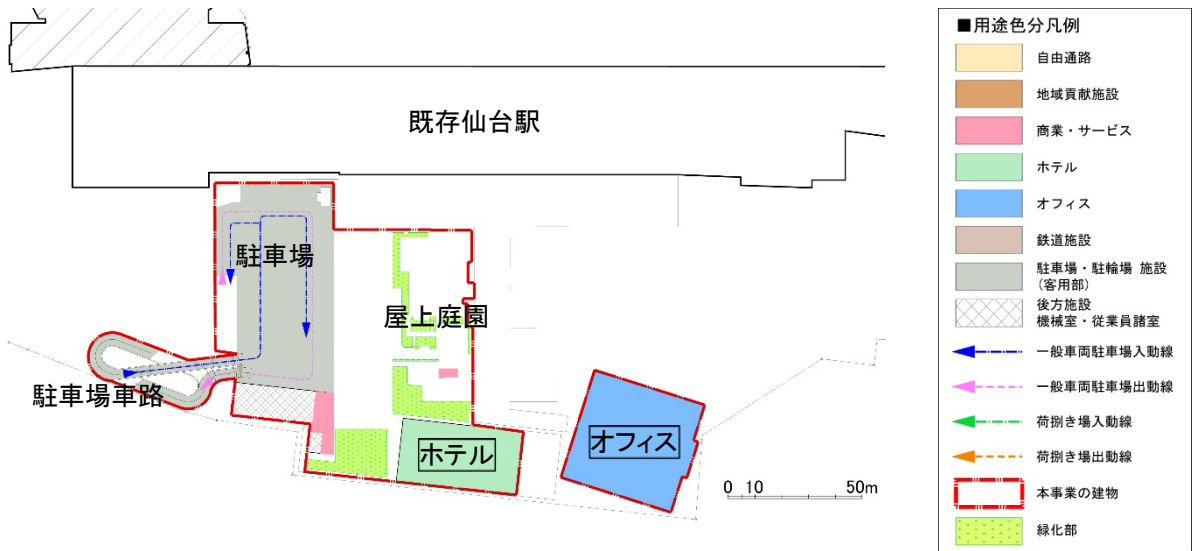 既存仙台駅
駐車場
屋上庭園
駐車場車路
ホテル
オフィス
0 10 50m
■用途色分凡例
自由通路
地域貢献施設
商業・サービス
ホテル
オフィス
鉄道施設
駐車場・駐輪場 施設
(客用部)
後方施設
機械室・従業員諸室
一般車両駐車場入動線
一般車両駐車場出動線
荷捌き場入動線
荷捌き場出動線
本事業の建物
緑化部